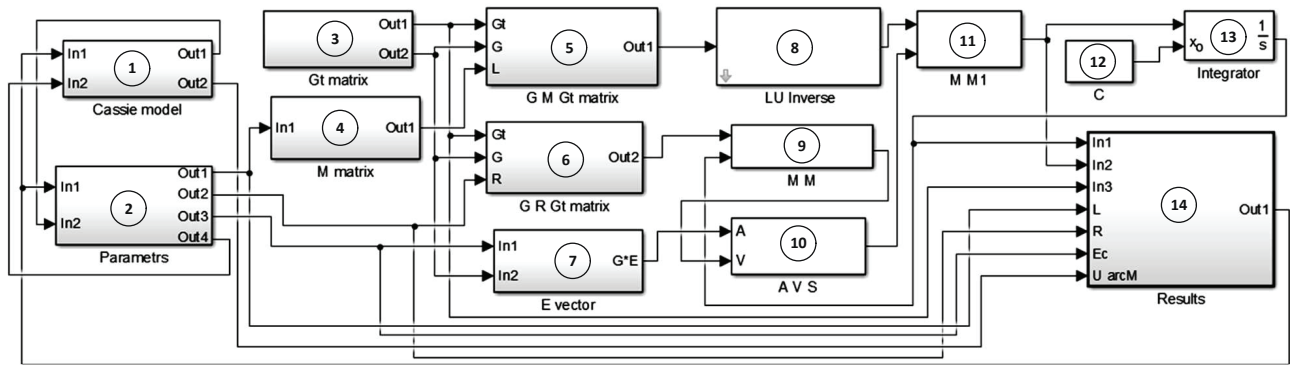 In1
In2
1
Out1
Out2
Cassie model
In1
In2
2
Out1
Out2
Out3
Out4
Parametrs
3
Out1
Out2
Gt matrix
In1
4
Out1
M matrix
Gt
G
L
5
Out1
G M Gt matrix
Gt
G
R
6
Out2
G R Gt matrix
In1
In2
7
G*E
E vector
8
LU Inverse
9
M M
A
V
10
A V S
11
M M1
12
C
x₀
13
1
s
Integrator
In1
In2
In3
L
R
Ec
U arcM
14
Out1
Results